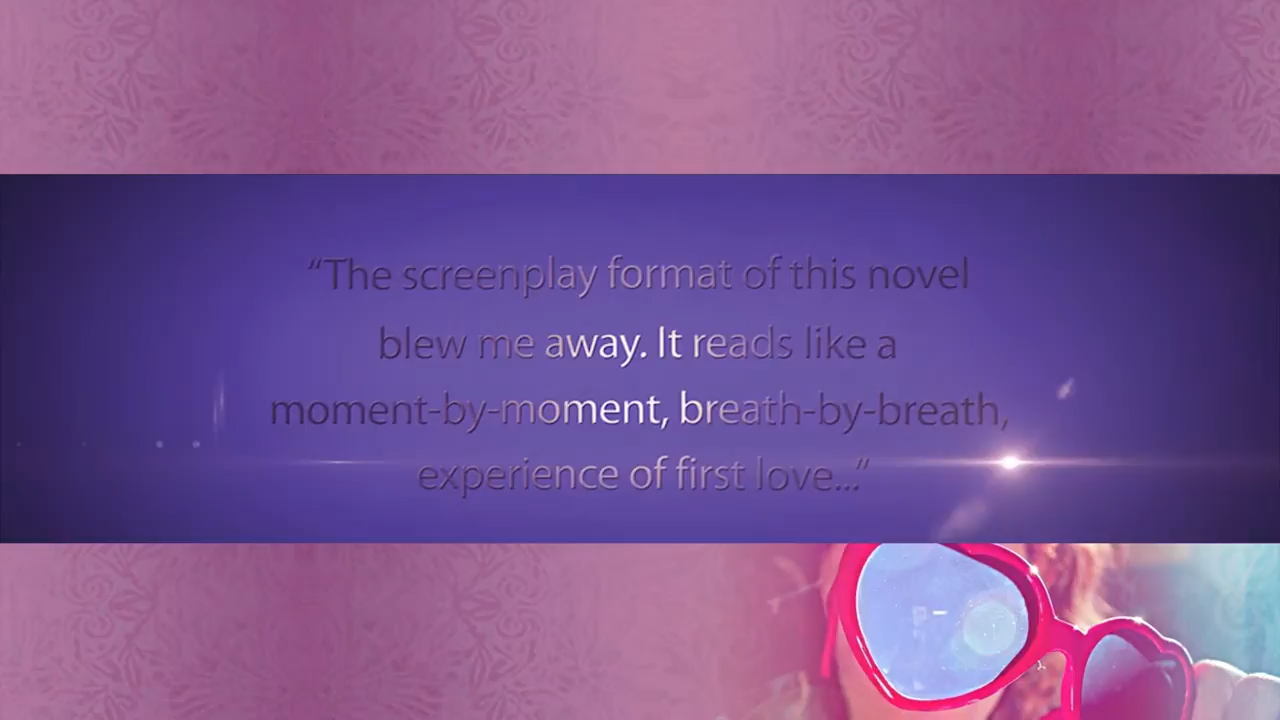 “The screenplay format of this novel
blew me away. It reads like a
moment-by-moment, breath-by-breath,
experience of first love...”